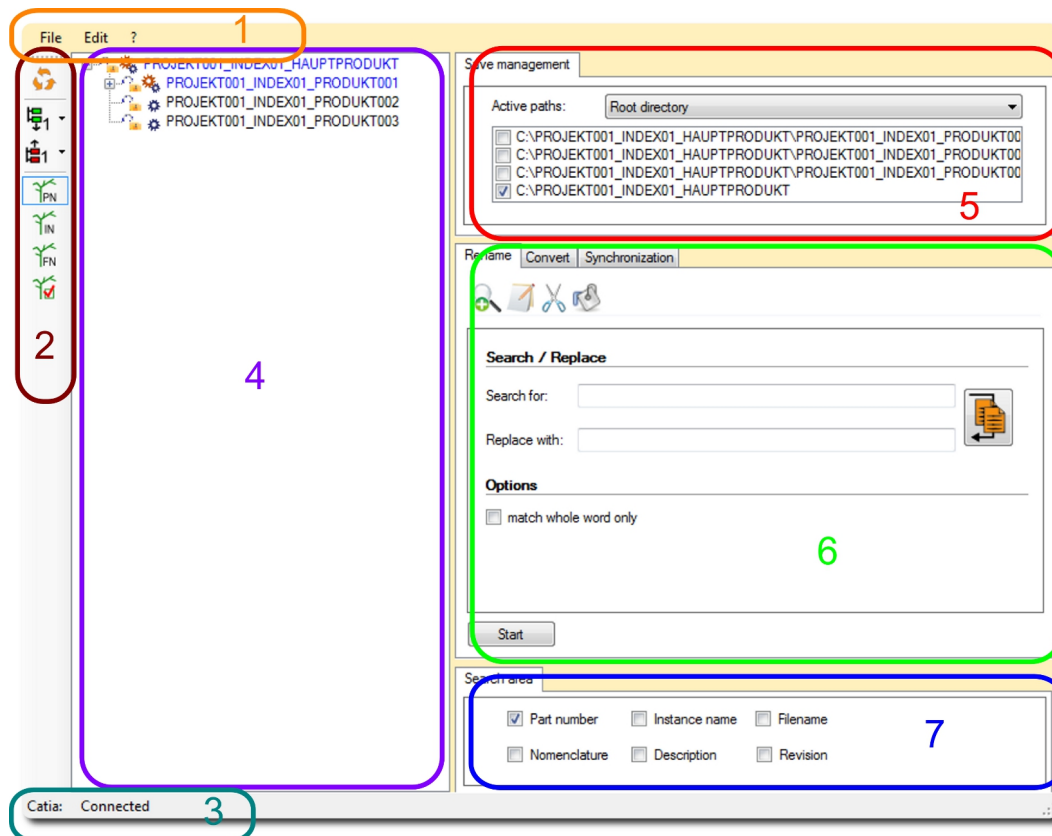 1
File Edit ?
PROJEKT001_INDEX01_HAUPTPRODUKT
PROJEKT001_INDEX01_PRODUKT001
PROJEKT001_INDEX01_PRODUKT002
PROJEKT001_INDEX01_PRODUKT003
1
1
PN
IN
FN
2
4
Save management
Active paths: Root directory
C:\PROJEKT001_INDEX01_HAUPTPRODUKT\PROJEKT001_INDEX01_PRODUKT00
C:\PROJEKT001_INDEX01_HAUPTPRODUKT\PROJEKT001_INDEX01_PRODUKT00
C:\PROJEKT001_INDEX01_HAUPTPRODUKT\PROJEKT001_INDEX01_PRODUKT00
C:\PROJEKT001_INDEX01_HAUPTPRODUKT
5
Rename Convert Synchronization
Search / Replace
Search for:
Replace with:
Options
match whole word only
6
Start
Search area
Part number Instance name Filename
7
Nomenclature Description Revision
Catia: Connected 3